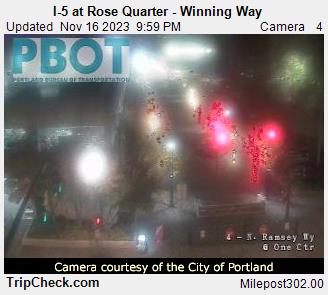 I-5 at Rose Quarter - Winning Way
Updated Nov 16 2023 9:59 PM Camera 4
PBOT
PORTLAND BUREAU OF TRANSPORTATION
4 - N. Ramsey Wy
@ One Ctr
Camera courtesy of the City of Portland
TripCheck.com Milepost302.00